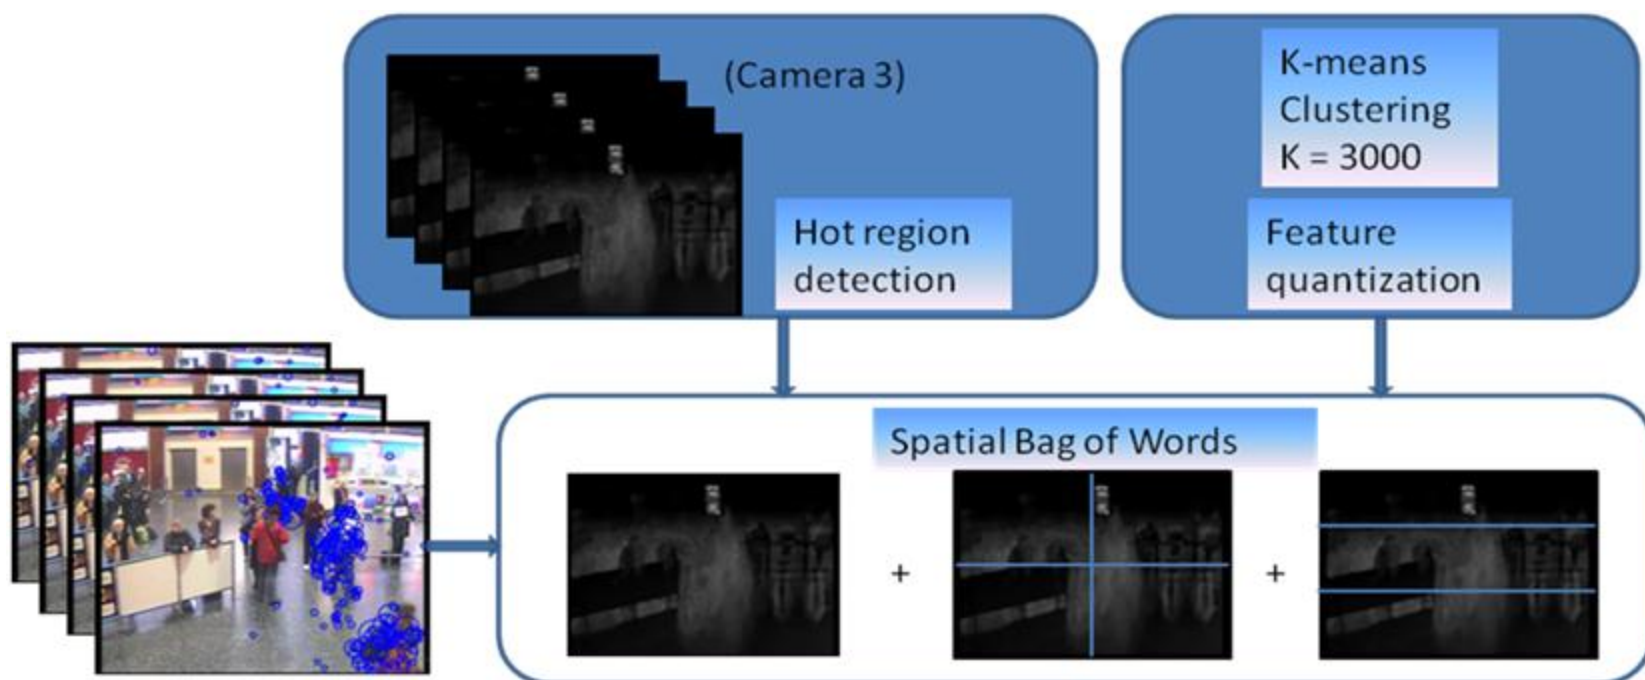 (Camera 3)
Hot region
detection
K-means
Clustering
K = 3000
Feature
quantization
Spatial Bag of Words
+
+